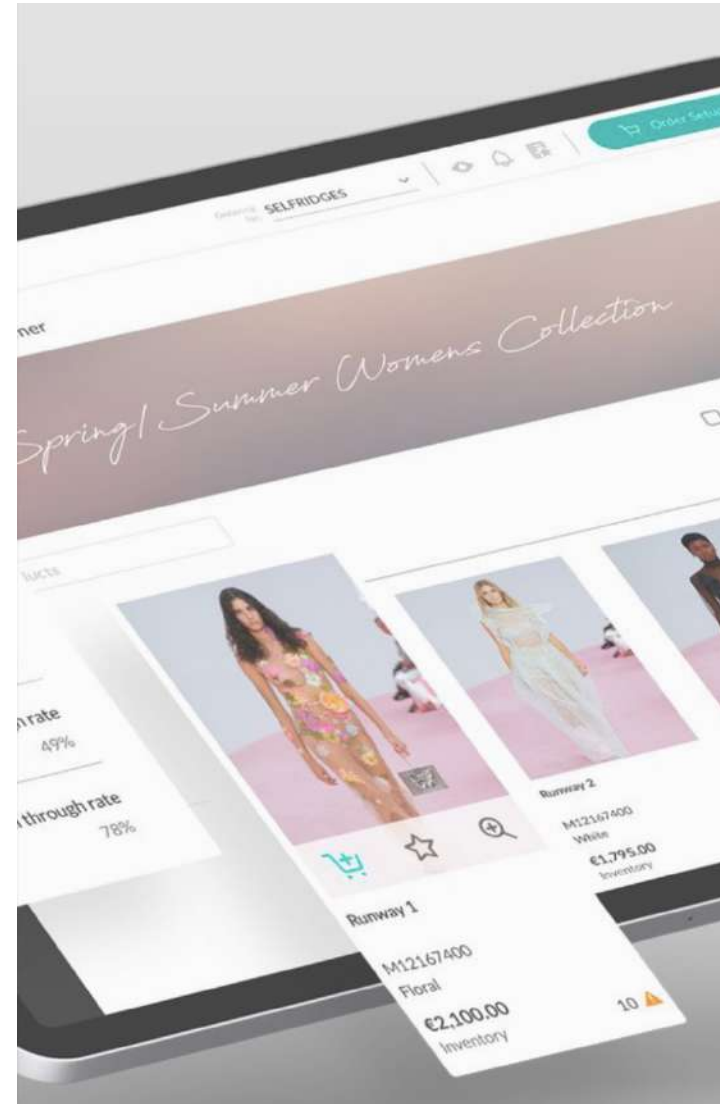 SELFRIDGES
Order Setup
ner
Spring/ Summer Womens Collection
ucts
n rate
49%
through rate
78%
Runway 1
M12167400
Floral
€2,100.00
Inventory
10
Runway 2
M12167400
White
€1,795.00
Inventory